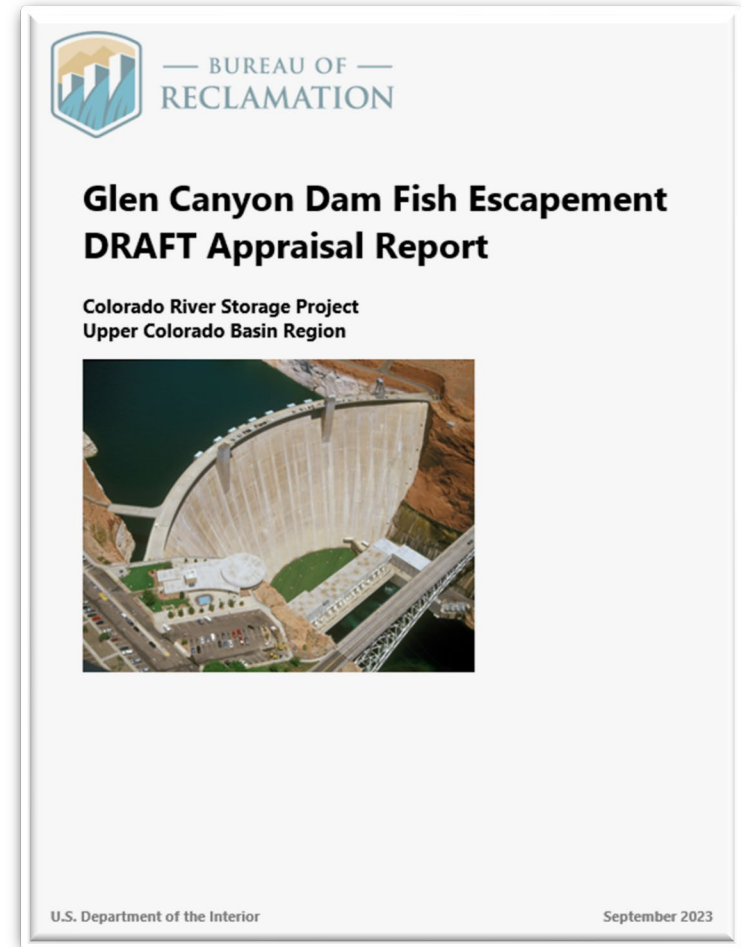 BUREAU OF
RECLAMATION
Glen Canyon Dam Fish Escapement
DRAFT Appraisal Report
Colorado River Storage Project
Upper Colorado Basin Region
U.S. Department of the Interior
September 2023